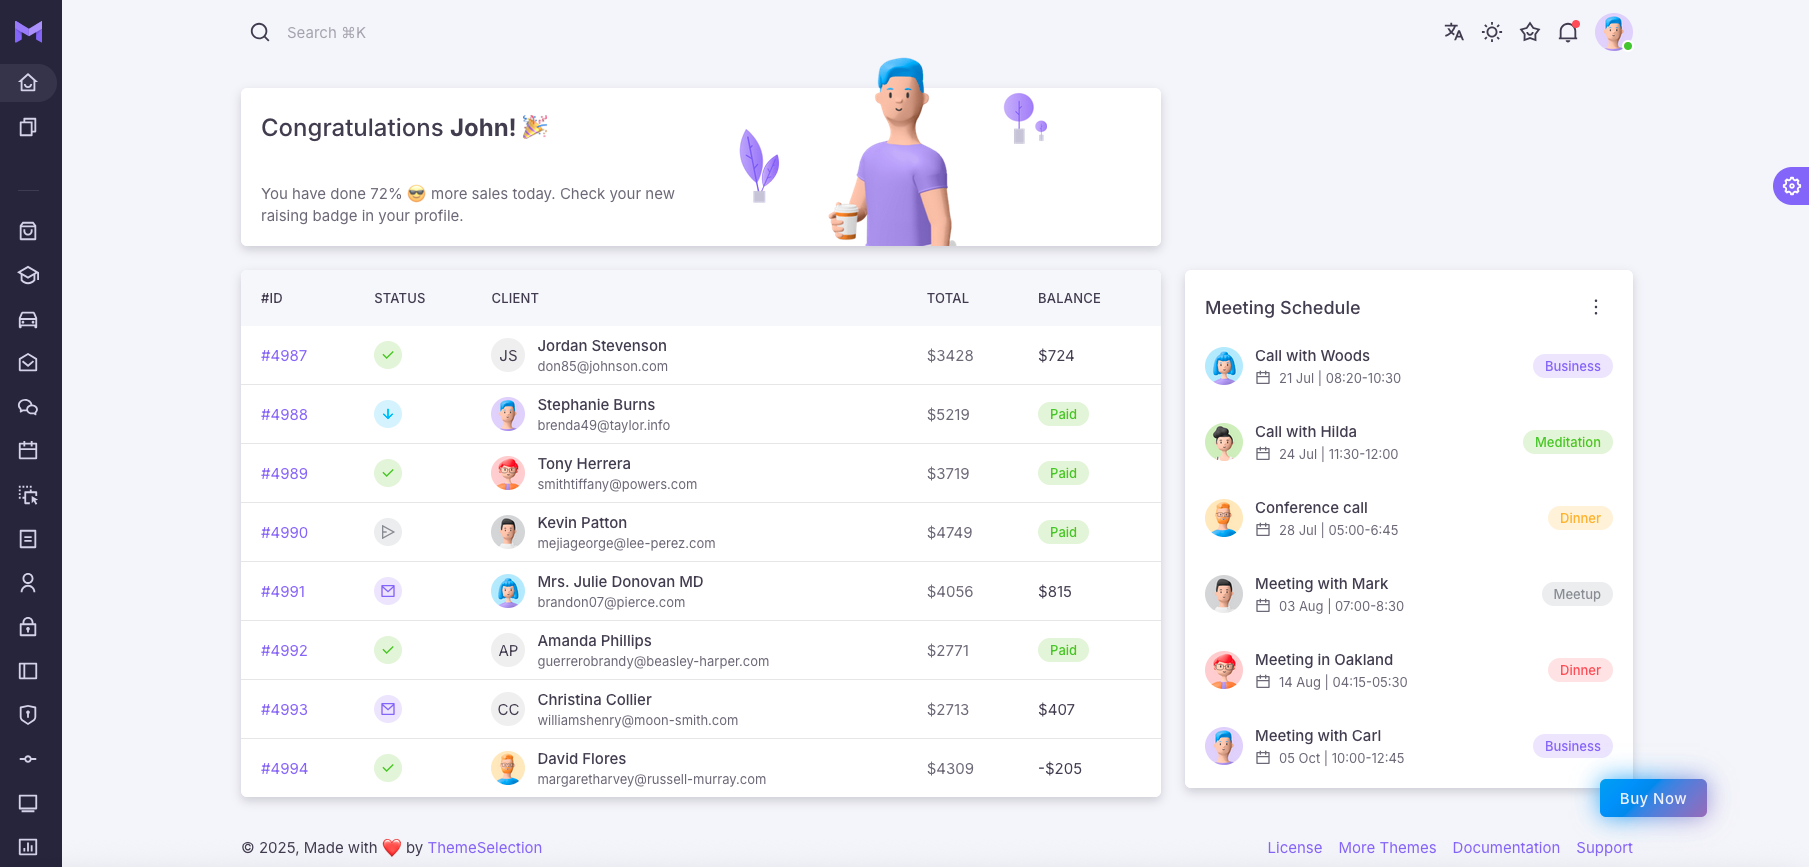 Search ⌘K
Congratulations John! 🎉
You have done 72% 😎 more sales today. Check your new
raising badge in your profile.
#ID STATUS CLIENT TOTAL BALANCE
#4987 JS Jordan Stevenson $3428 $724
don85@johnson.com
#4988 Stephanie Burns $5219 Paid
brenda49@taylor.info
#4989 Tony Herrera $3719 Paid
smithtiffany@powers.com
#4990 Kevin Patton $4749 Paid
mejiageorge@lee-perez.com
#4991 Mrs. Julie Donovan MD $4056 $815
brandon07@pierce.com
#4992 AP Amanda Phillips $2771 Paid
guerrerobrandy@beasley-harper.com
#4993 CC Christina Collier $2713 $407
williamshenry@moon-smith.com
#4994 David Flores $4309 -$205
margaretharvey@russell-murray.com
Meeting Schedule
Call with Woods
21 Jul | 08:20-10:30
Business
Call with Hilda
24 Jul | 11:30-12:00
Meditation
Conference call
28 Jul | 05:00-6:45
Dinner
Meeting with Mark
03 Aug | 07:00-8:30
Meetup
Meeting in Oakland
14 Aug | 04:15-05:30
Dinner
Meeting with Carl
05 Oct | 10:00-12:45
Business
Buy Now
© 2025, Made with ❤️ by ThemeSelection
License More Themes Documentation Support